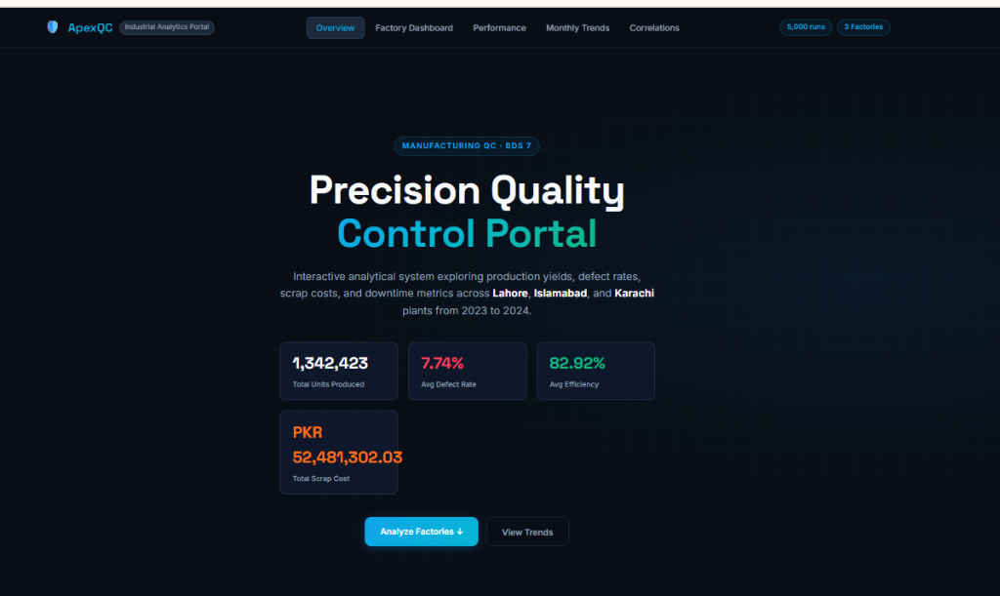 ApexQC Industrial Analytics Portal
Overview Factory Dashboard Performance Monthly Trends Correlations
5,000 runs 3 Factories
MANUFACTURING QC · BDS 7
Precision Quality
Control Portal
Interactive analytical system exploring production yields, defect rates,
scrap costs, and downtime metrics across Lahore, Islamabad, and Karachi
plants from 2023 to 2024.
1,342,423
Total Units Produced
7.74%
Avg Defect Rate
82.92%
Avg Efficiency
PKR
52,481,302.03
Total Scrap Cost
Analyze Factories ↓
View Trends